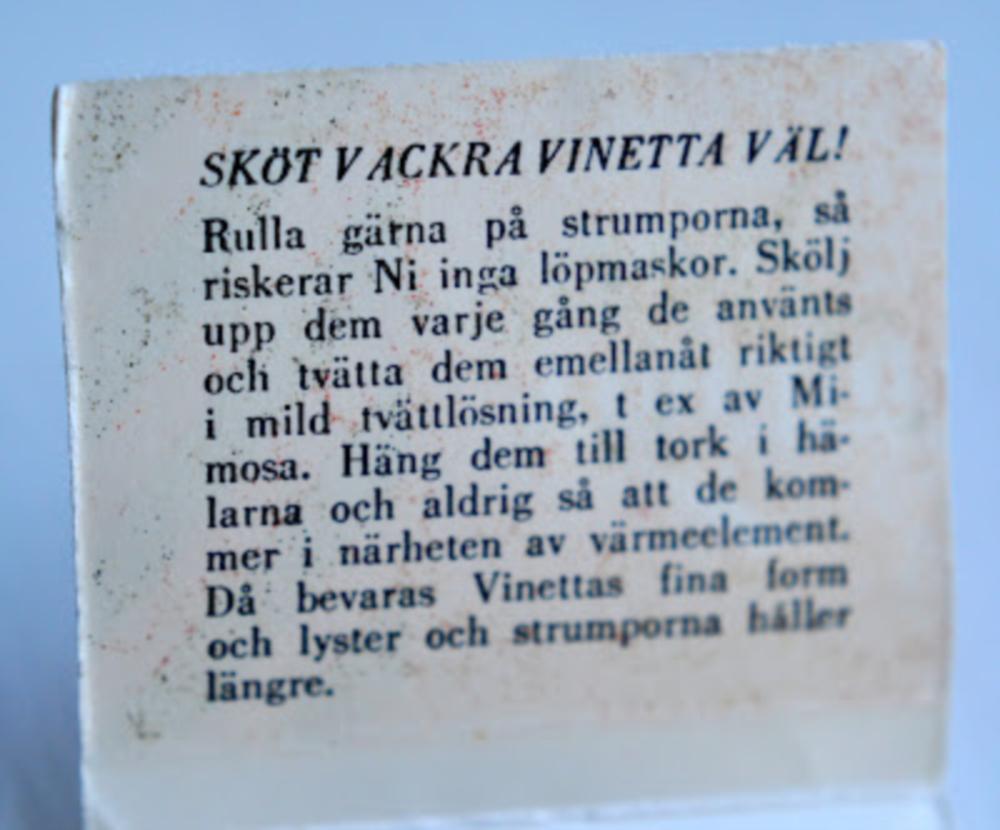 SKÖT VACKRA VINETTA VÄL!
Rulla gärna på strumporna, så
riskerar Ni inga löpmaskor. Skölj
upp dem varje gång de använts
och tvätta dem emellanåt riktigt
i mild tvättlösning, t ex av Mi-
mosa. Häng dem till tork i hä-
larna och aldrig så att de kom-
mer i närheten av värmeelement.
Då bevaras Vinettas fina form
och lyster och strumporna håller
längre.